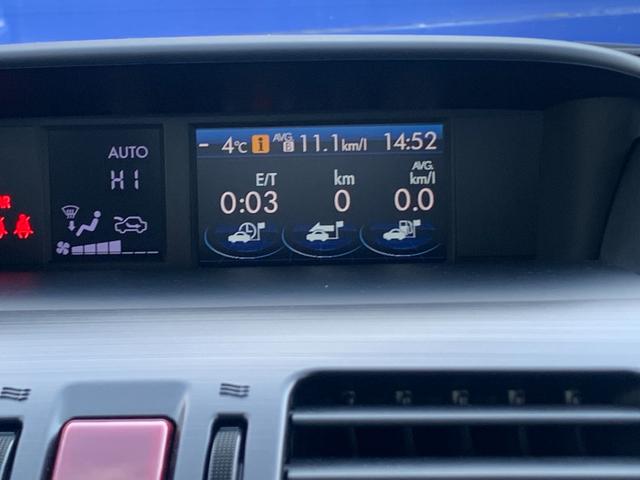 AUTO
HI
- 4°C i AVG. B 11.1km/l 14:52
E/T km AVG. km/l
0:03 0 0.0